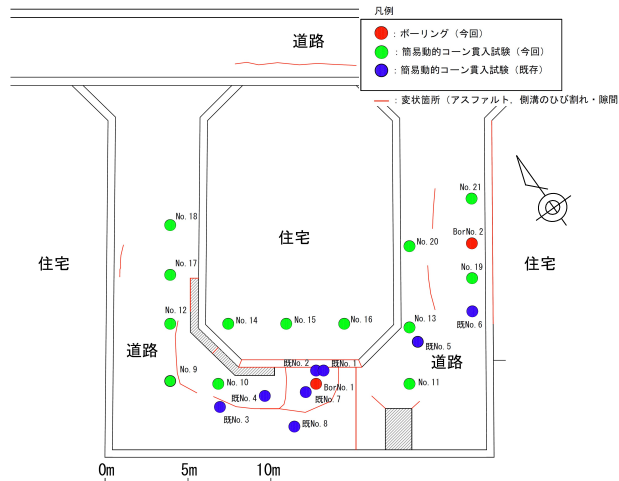 凡例
：ボーリング（今回）
：簡易動的コーン貫入試験（今回）
：簡易動的コーン貫入試験（既存）
：変状箇所（アスファルト，側溝のひび割れ・隙間
道路
No.21
No.18
BorNo.2
住宅
No.20
住宅
住宅
No.17
No.19
No.12
No.14
No.15
No.16
No.13
既No.6
道路
既No.5
既No.2
既No.1
道路
No.9
No.10
BorNo.1
No.11
既No.4
既No.7
既No.3
既No.8
0m
5m
10m